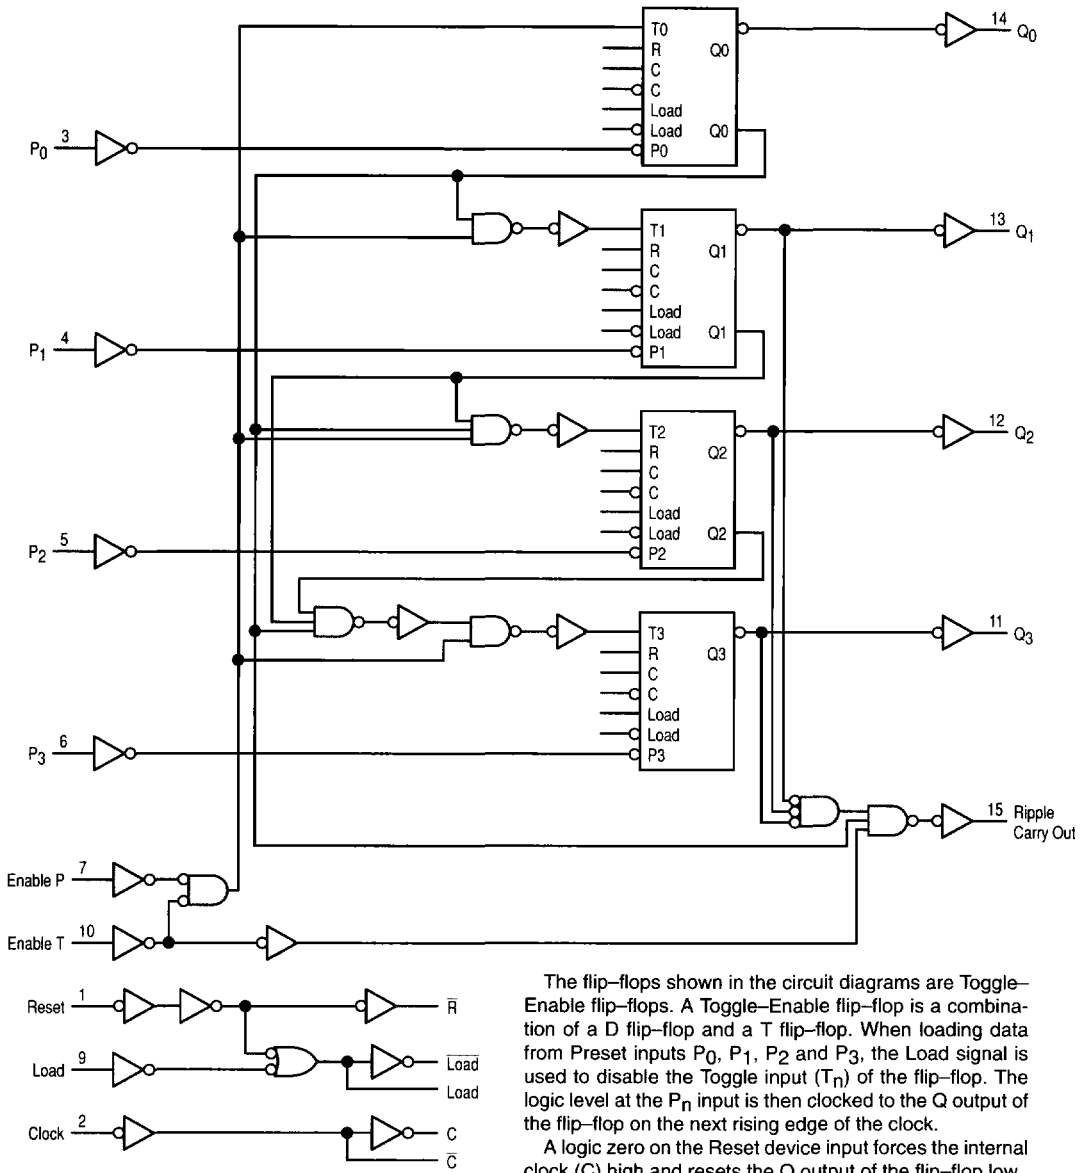 T0
R
Q0
C
C
Load
Load
Q0
P0
14
Q0
P0
3
T1
R
Q1
C
C
Load
Load
Q1
P1
13
Q1
P1
4
T2
R
Q2
C
C
Load
Load
Q2
P2
12
Q2
P2
5
T3
R
Q3
C
C
Load
Load
P3
11
Q3
P3
6
15 Ripple
Carry Out
Enable P 7
Enable T 10
Reset 1
R̅
Load 9
L̅o̅a̅d̅
Load
Clock 2
C
C̅
The flip–flops shown in the circuit diagrams are Toggle–
Enable flip–flops. A Toggle–Enable flip–flop is a combina-
tion of a D flip–flop and a T flip–flop. When loading data
from Preset inputs P0, P1, P2 and P3, the Load signal is
used to disable the Toggle input (Tn) of the flip–flop. The
logic level at the Pn input is then clocked to the Q output of
the flip–flop on the next rising edge of the clock.
A logic zero on the Reset device input forces the internal
clock (C) high and resets the Q output of the flip–flop low.